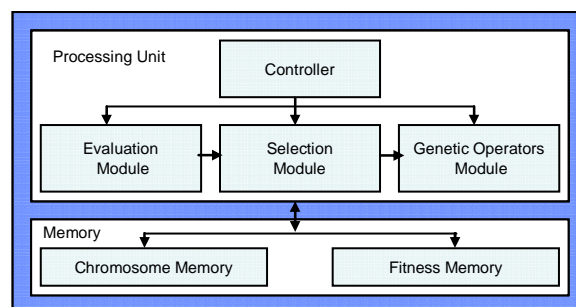 Processing Unit
Controller
Evaluation
Module
Selection
Module
Genetic Operators
Module
Memory
Chromosome Memory
Fitness Memory